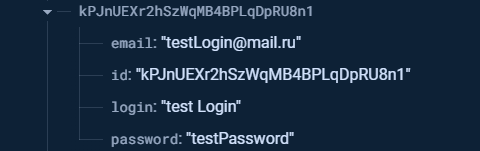 kPJnUEXr2hSzWqMB4BPLqDpRU8n1
email: "testLogin@mail.ru"
id: "kPJnUEXr2hSzWqMB4BPLqDpRU8n1"
login: "test Login"
password: "testPassword"